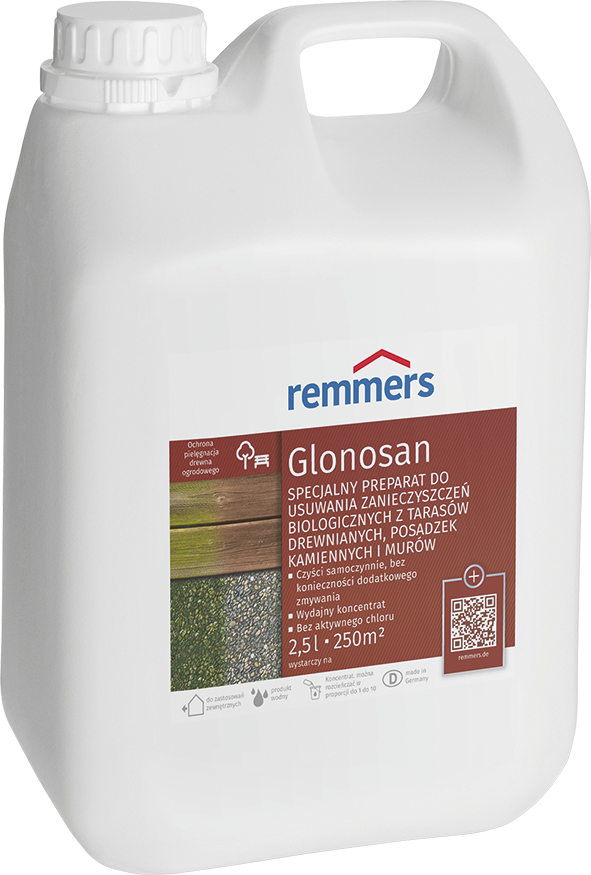 remmers
Ochrona
pielęgnacja
drewna
ogrodowego
Glonosan
SPECJALNY PREPARAT DO
USUWANIA ZANIECZYSZCZEŃ
BIOLOGICZNYCH Z TARASÓW
DREWNIANYCH, POSADZEK
KAMIENNYCH I MURÓW
▪ Czyści samoczynnie, bez
konieczności dodatkowego
zmywania
▪ Wydajny koncentrat
▪ Bez aktywnego chloru
2,5 l ▪ 250m²
wystarczy na
remmers.de
do zastosowań
zewnętrznych
produkt
wodny
Koncentrat, można
rozcieńczać w
proporcji do 1 do 10
D
made in
Germany